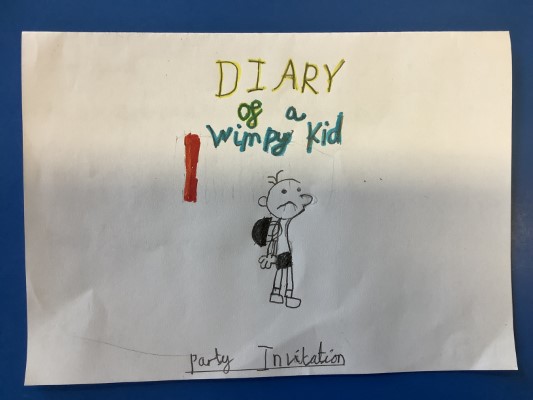 DIARY
of a
Wimpy Kid
party Invitation